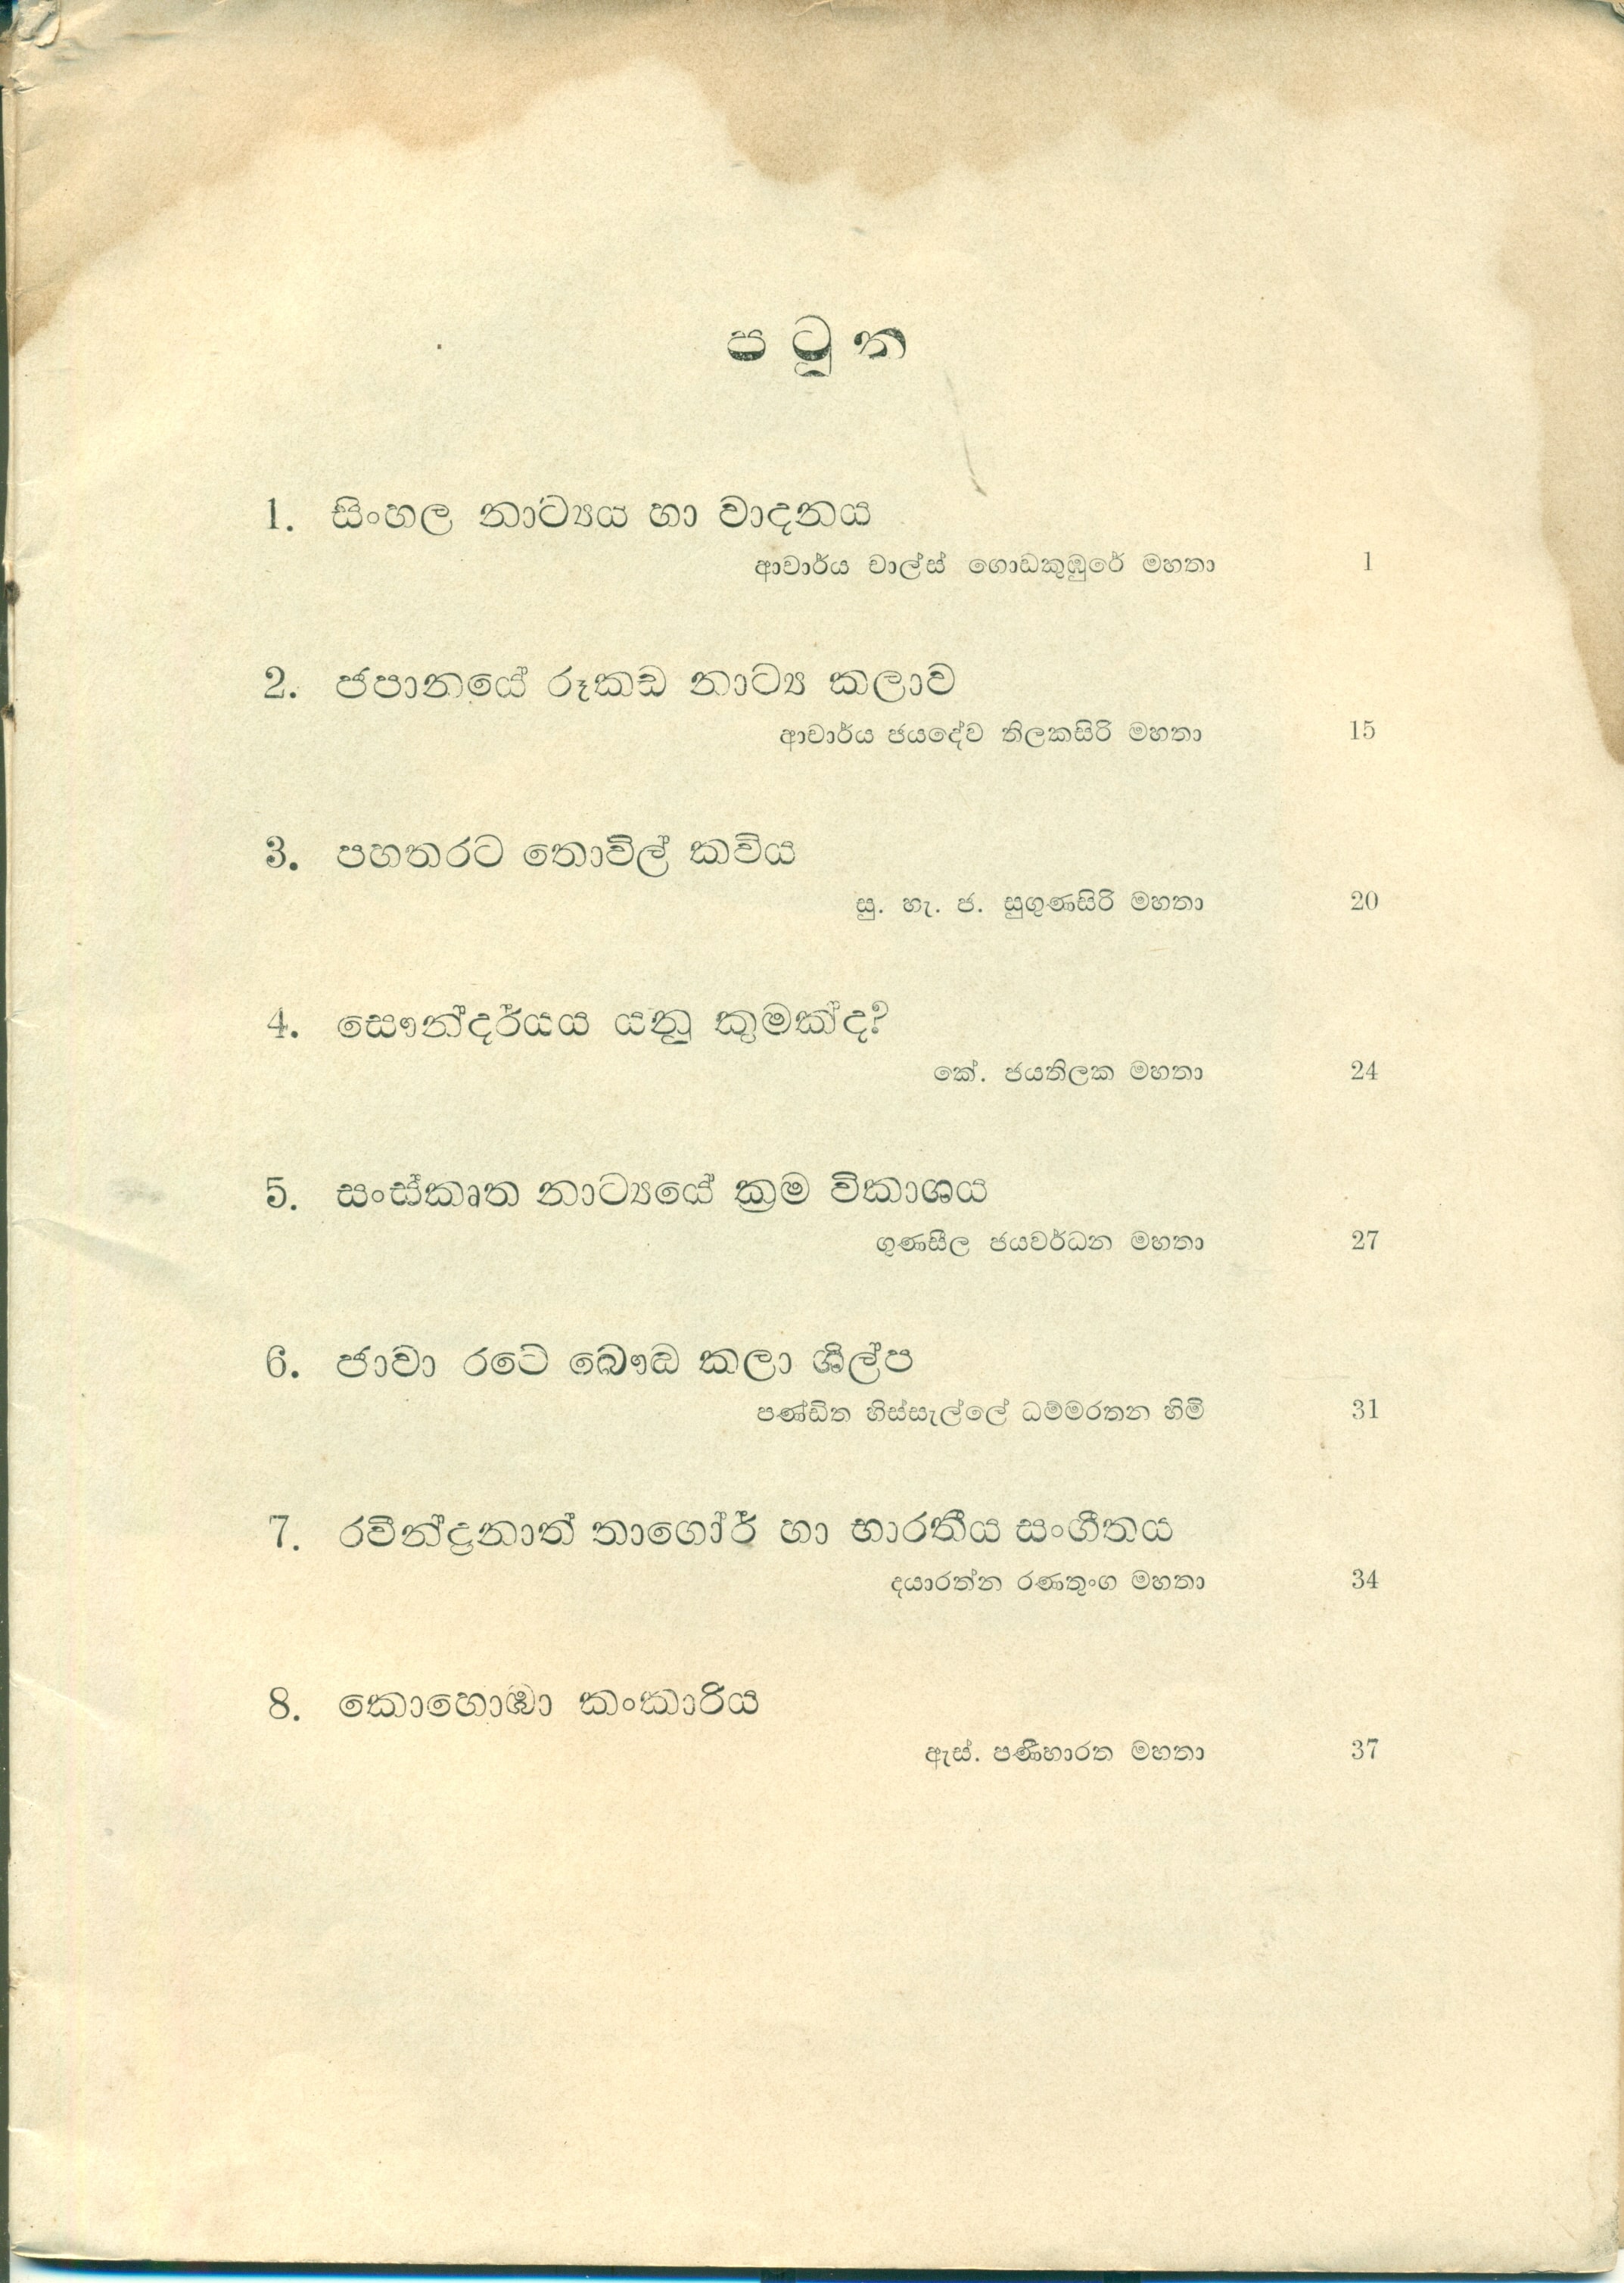 පටුන
1. සිංහල නාට්‍යය හා වාදනය
ආචාර්ය චාල්ස් ගොඩකුඹුරේ මහතා 1
2. ජපානයේ රූකඩ නාට්‍ය කලාව
ආචාර්ය ජයදේව තිලකසිරි මහතා 15
3. පහතරට තොවිල් කවිය
සු. හැ. ජ. සුගුණසිරි මහතා 20
4. සෞන්දර්යය යනු කුමක්ද?
කේ. ජයතිලක මහතා 24
5. සංස්කෘත නාට්‍යයේ ක්‍රම විකාශය
ගුණසීල ජයවර්ධන මහතා 27
6. ජාවා රටේ බෞඬ කලා ශිල්ප
පණ්ඩිත හිස්සැල්ලේ ධම්මරතන හිමි 31
7. රවීන්ද්‍රනාත් තාගෝර් හා භාරතීය සංගීතය
දයාරත්න රණතුංග මහතා 34
8. කොහොඹා කංකාරිය
ඇස්. පණීභාරත මහතා 37